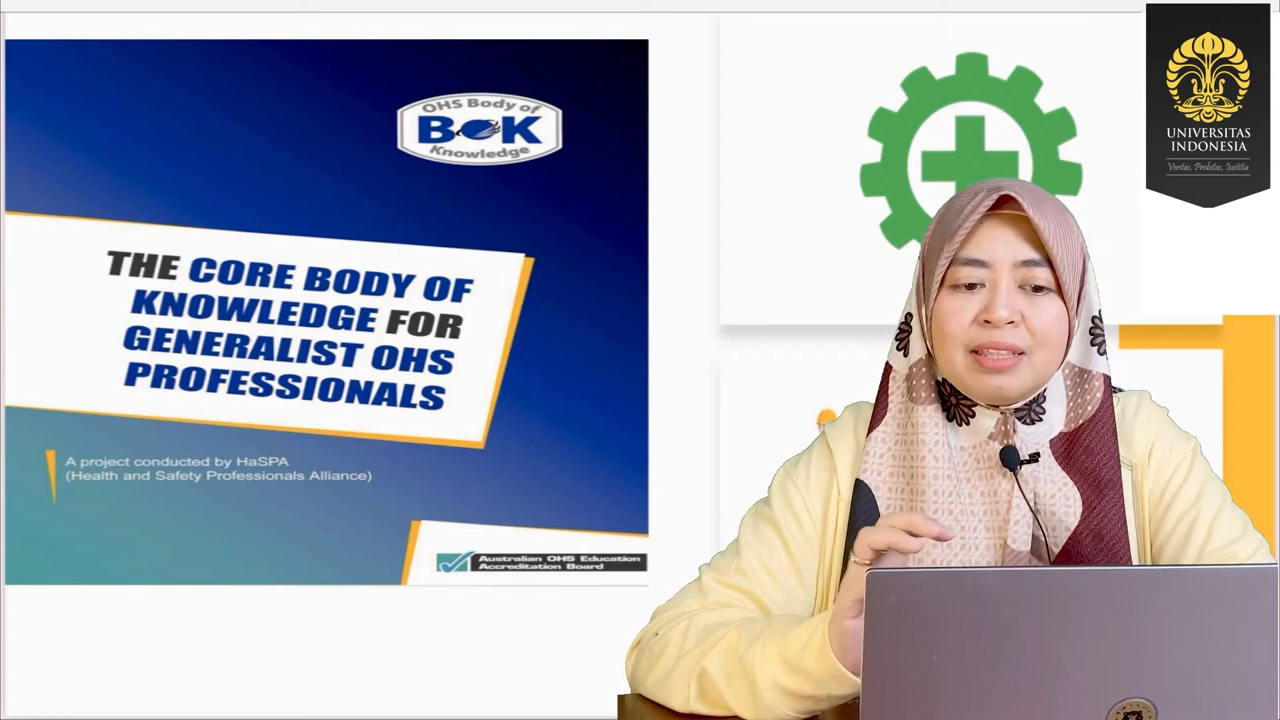 OHS Body of
BOK
Knowledge
THE CORE BODY OF
KNOWLEDGE FOR
GENERALIST OHS
PROFESSIONALS
A project conducted by HaSPA
(Health and Safety Professionals Alliance)
Australian OHS Education
Accreditation Board
UNIVERSITAS
INDONESIA
Veritas, Probitas, Justitia